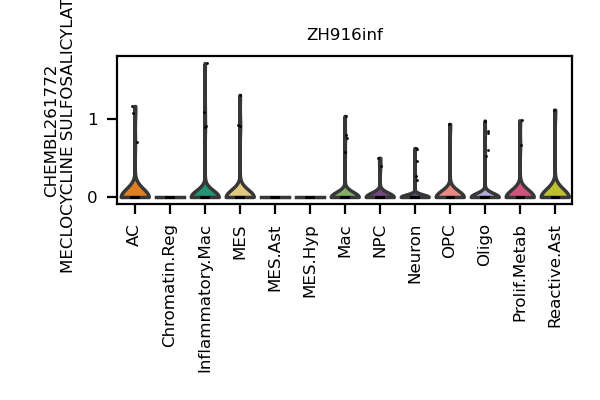 ZH916inf
CHEMBL261772
MECLOCYCLINE SULFOSALICYLAT
1
0
AC
Chromatin.Reg
Inflammatory.Mac
MES
MES.Ast
MES.Hyp
Mac
NPC
Neuron
OPC
Oligo
Prolif.Metab
Reactive.Ast